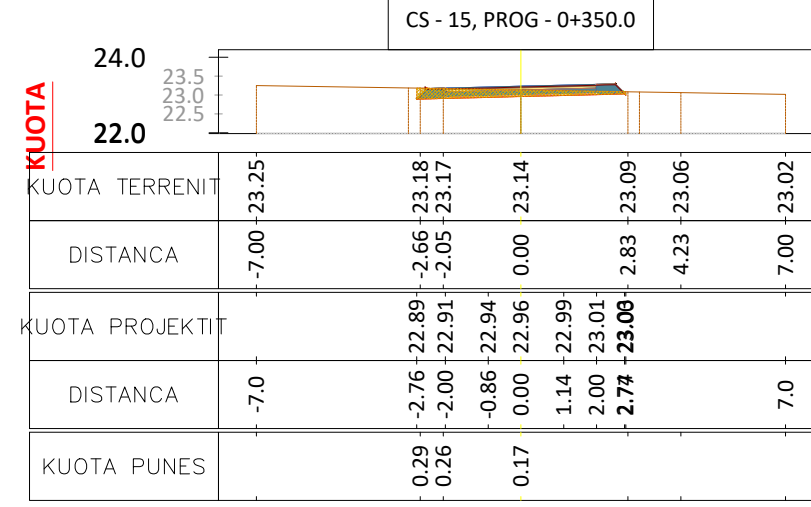 CS - 15, PROG - 0+350.0
KUOTA
24.0
23.5
23.0
22.5
22.0
KUOTA TERRENIT 23.25 23.18 23.17 23.14 23.09 23.06 23.02
DISTANCA -7.00 -2.66 -2.05 0.00 2.83 4.23 7.00
KUOTA PROJEKTIT 22.89 22.91 22.94 22.96 22.99 23.01 23.03
DISTANCA -7.0 -2.76 -2.00 -0.86 0.00 1.14 2.00 7.0
KUOTA PUNES 0.29 0.26 0.17